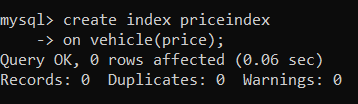 mysql> create index priceindex
    -> on vehicle(price);
Query OK, 0 rows affected (0.06 sec)
Records: 0  Duplicates: 0  Warnings: 0